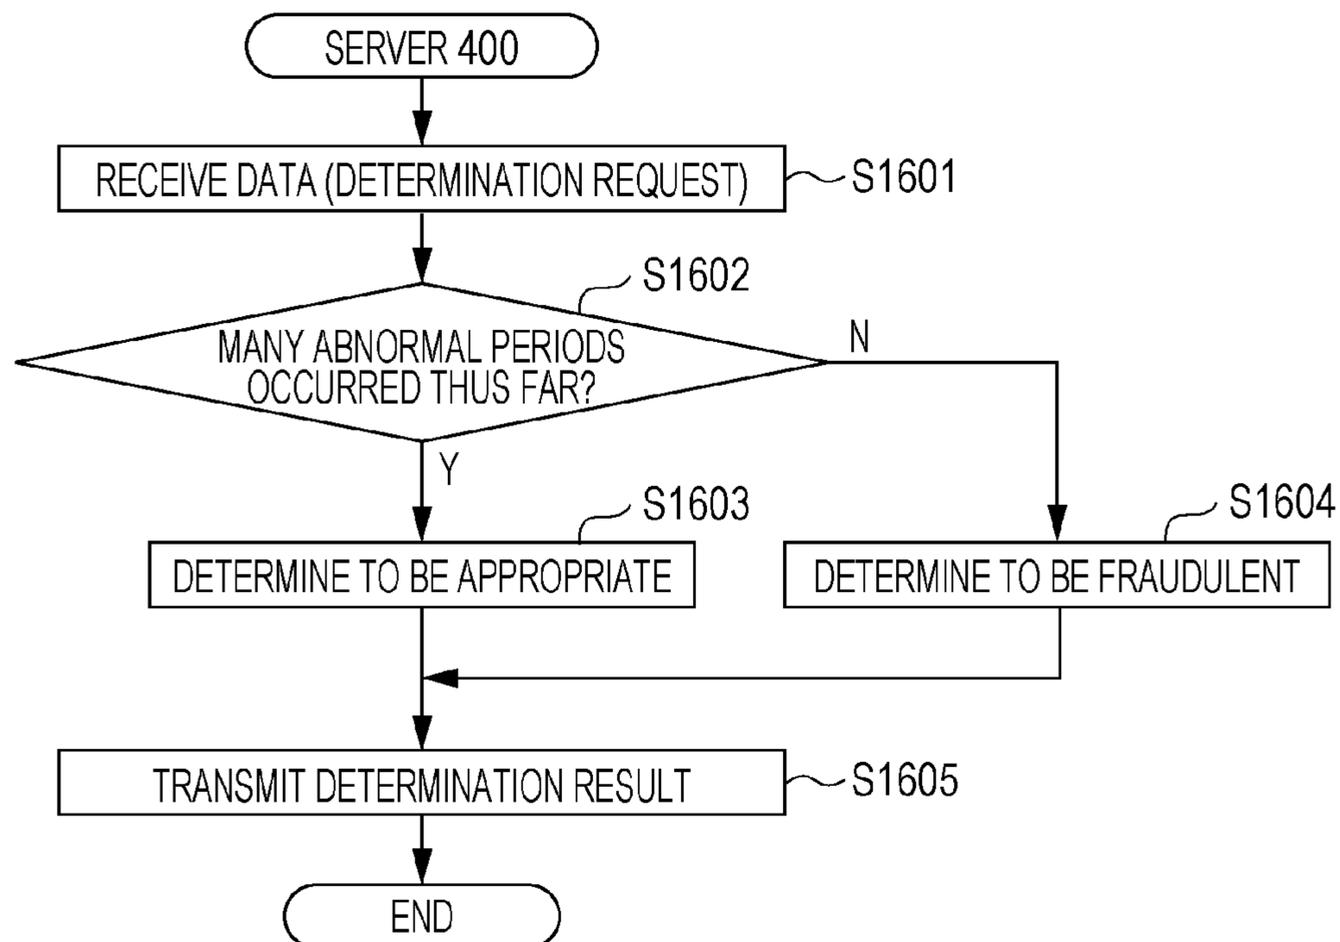 SERVER 400
RECEIVE DATA (DETERMINATION REQUEST)
S1601
S1602
MANY ABNORMAL PERIODS
OCCURRED THUS FAR?
N
Y
S1603
DETERMINE TO BE APPROPRIATE
S1604
DETERMINE TO BE FRAUDULENT
TRANSMIT DETERMINATION RESULT
S1605
END